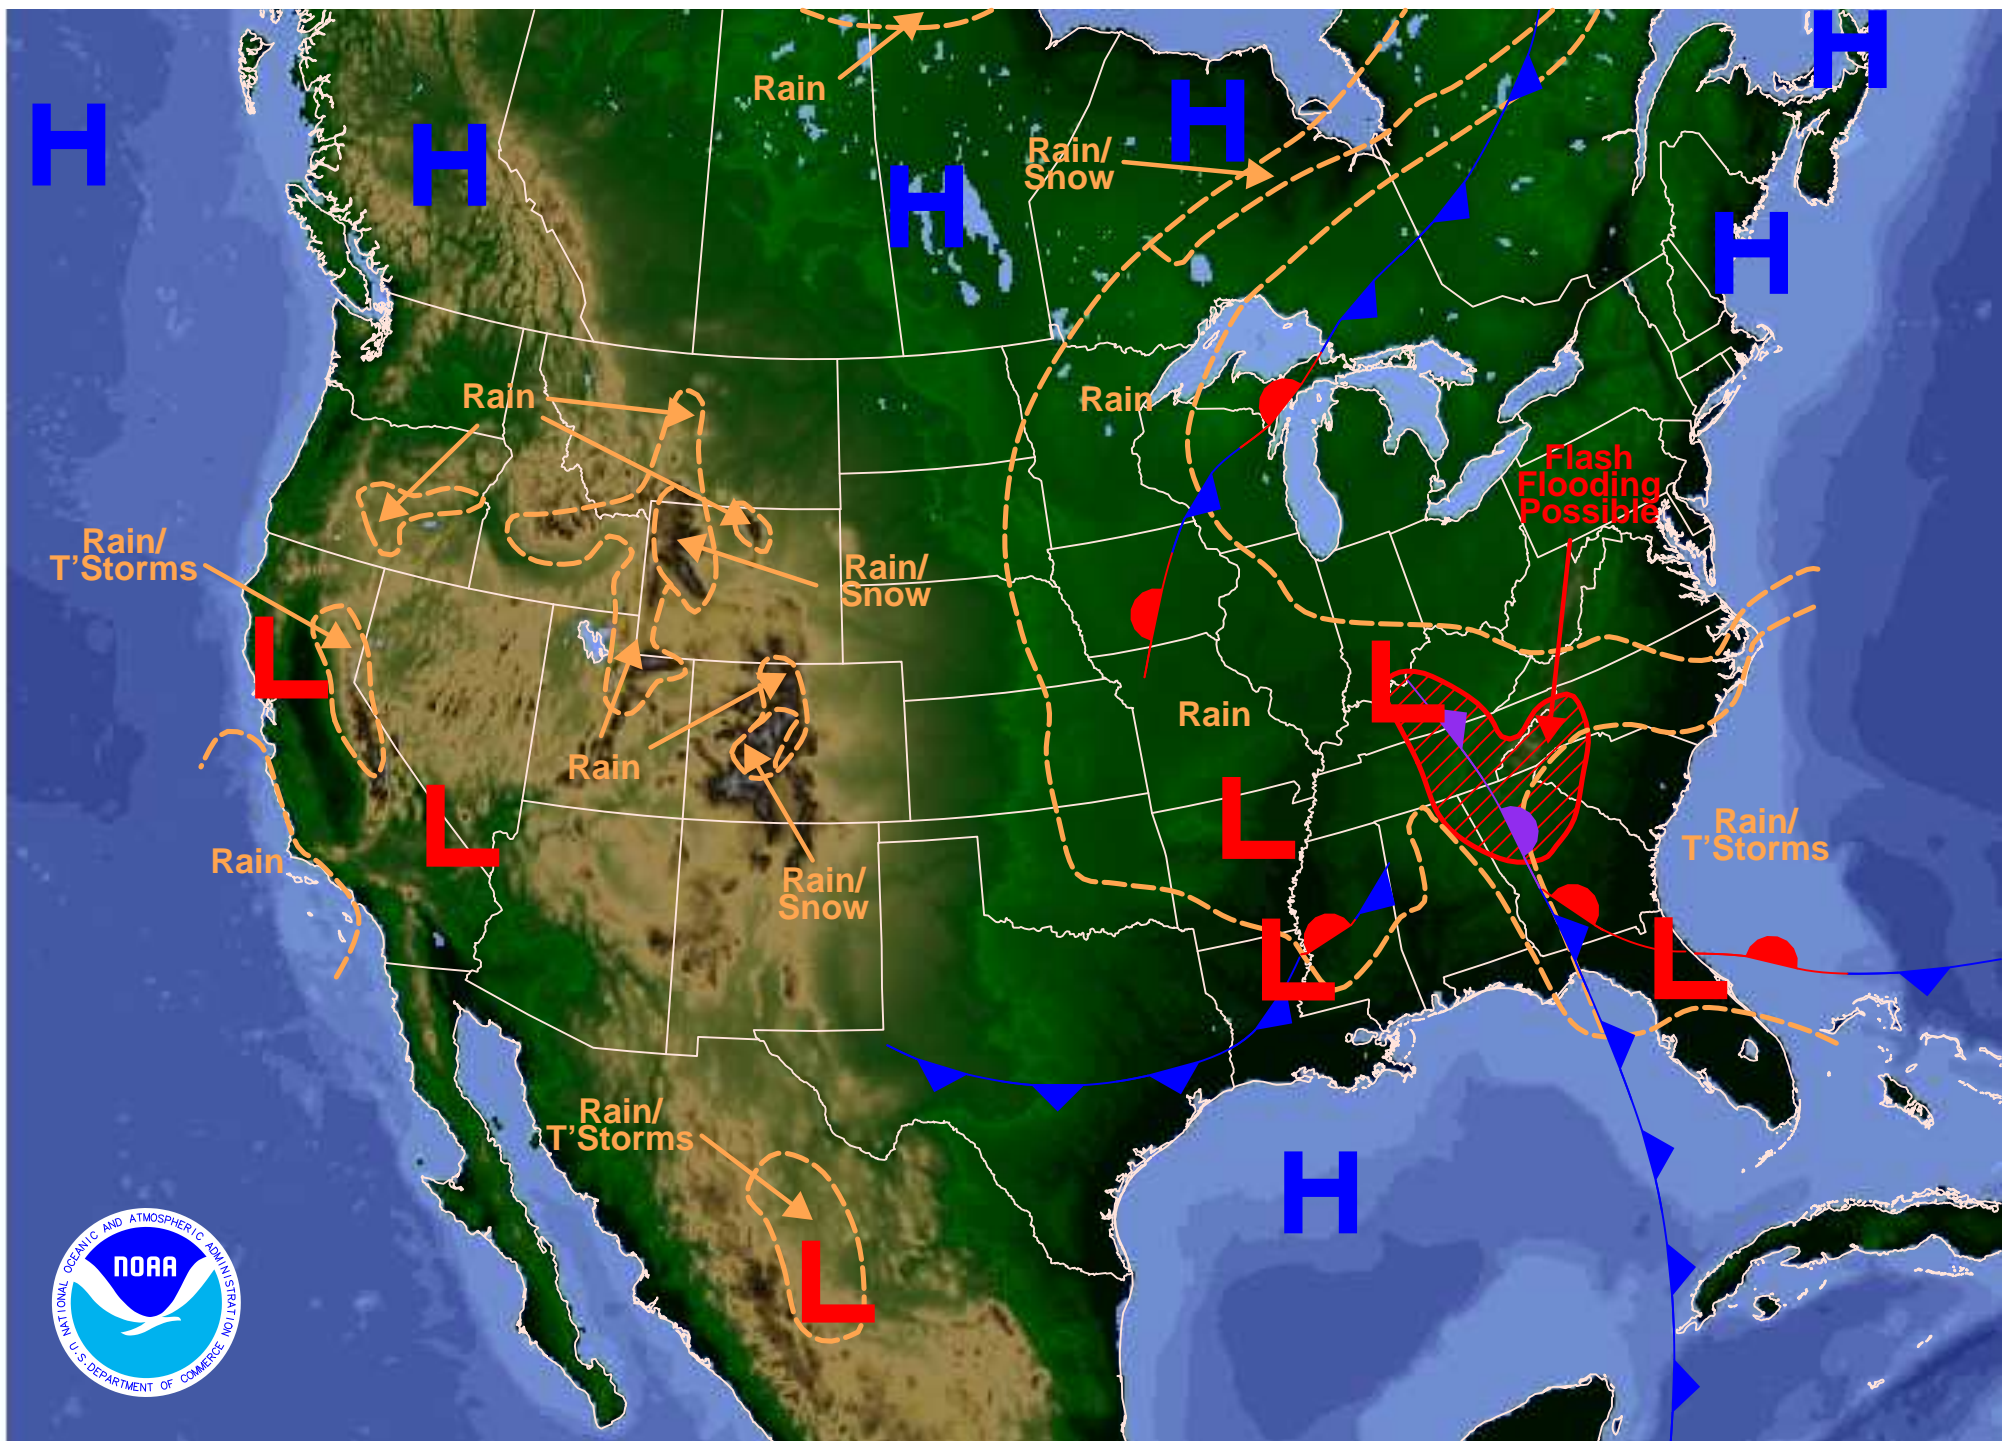 H
H
H
Rain
H
Rain/
Snow
H
H
H
Rain
Rain
Flash
Flooding
Possible
Rain/
T'Storms
Rain/
Snow
L
L
Rain
Rain
Rain
L
L
Rain/
T'Storms
Rain/
Snow
L
L
Rain/
T'Storms
H
L
NATIONAL OCEANIC AND ATMOSPHERIC ADMINISTRATION
NOAA
U.S. DEPARTMENT OF COMMERCE